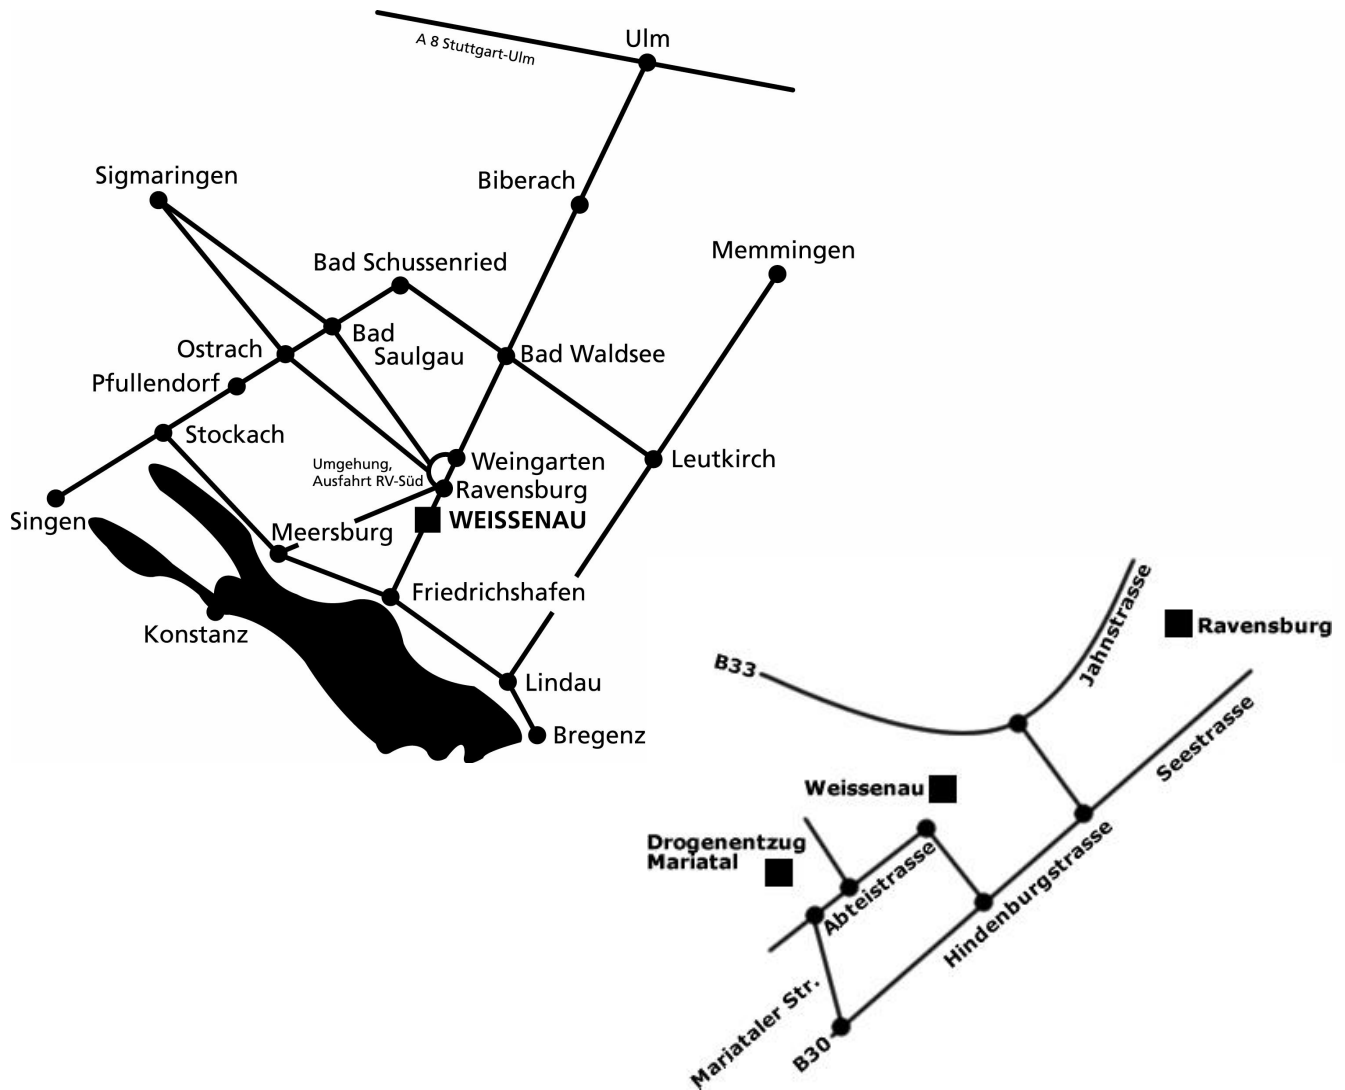 Ulm
A 8 Stuttgart-Ulm
Sigmaringen
Biberach
Memmingen
Bad Schussenried
Bad
Saulgau
Ostrach
Bad Waldsee
Pfullendorf
Stockach
Umgehung,
Ausfahrt RV-Süd
Weingarten
Leutkirch
Ravensburg
Singen
WEISSENAU
Meersburg
Friedrichshafen
Konstanz
Lindau
Bregenz
Jahnstrasse
Ravensburg
B33
Seestrasse
Weissenau
Drogenentzug
Mariatal
Abteistrasse
Hindenburgstrasse
Mariataler Str.
B30